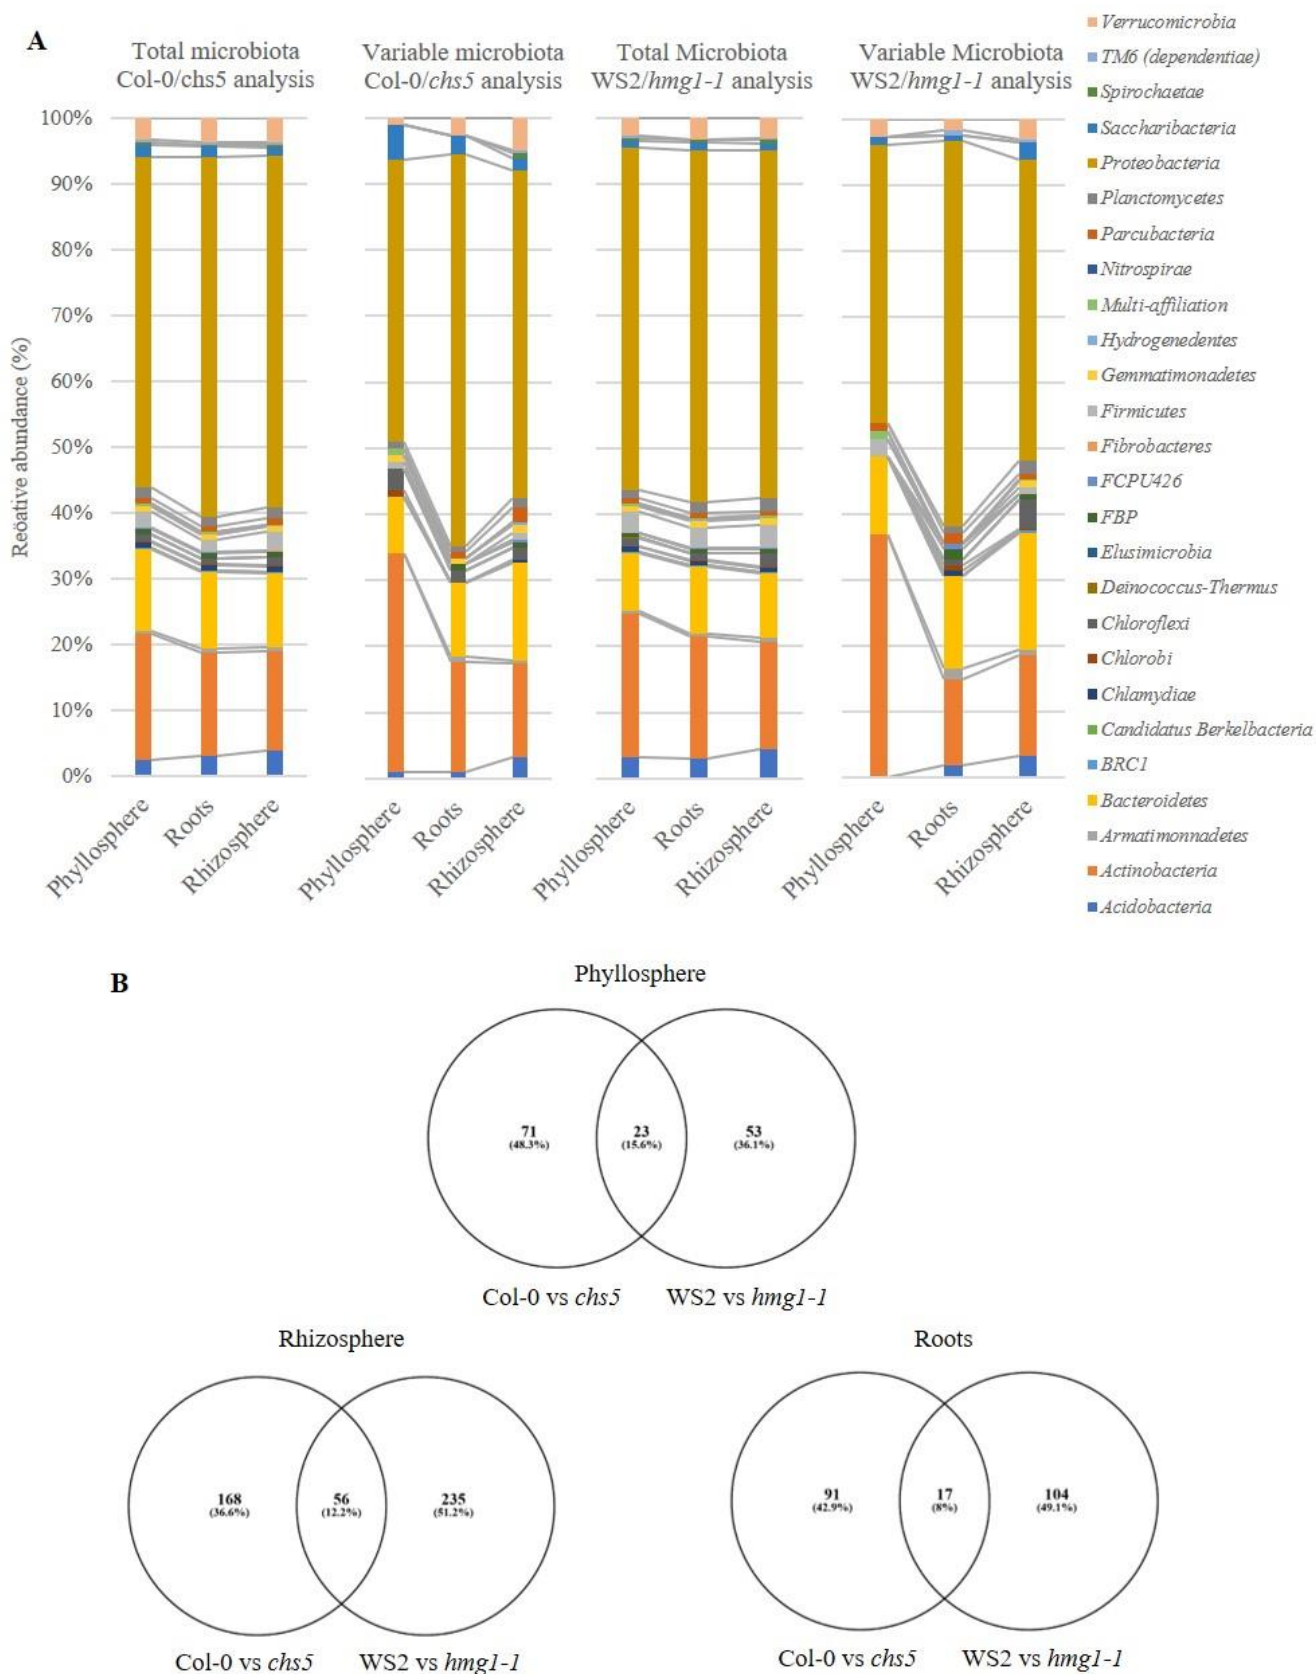 A
Total microbiota
Col-0/chs5 analysis
Variable microbiota
Col-0/chs5 analysis
Total Microbiota
WS2/hmg1-1 analysis
Variable Microbiota
WS2/hmg1-1 analysis
Reöative abundance (%)
100%
90%
80%
70%
60%
50%
40%
30%
20%
10%
0%
Phyllosphere
Roots
Rhizosphere
Phyllosphere
Roots
Rhizosphere
Phyllosphere
Roots
Rhizosphere
Phyllosphere
Roots
Rhizosphere
Verrucomicrobia
TM6 (dependentiae)
Spirochaetae
Saccharibacteria
Proteobacteria
Planctomycetes
Parcubacteria
Nitrospirae
Multi-affiliation
Hydrogenedentes
Gemmatimonadetes
Firmicutes
Fibrobacteres
FCPU426
FBP
Elusimicrobia
Deinococcus-Thermus
Chloroflexi
Chlorobi
Chlamydiae
Candidatus Berkelbacteria
BRC1
Bacteroidetes
Armatimonnadetes
Actinobacteria
Acidobacteria
B
Phyllosphere
71
(48.3%)
23
(15.6%)
53
(36.1%)
Col-0 vs chs5
WS2 vs hmg1-1
Rhizosphere
168
(36.6%)
56
(12.2%)
235
(51.2%)
Col-0 vs chs5
WS2 vs hmg1-1
Roots
91
(42.9%)
17
(8%)
104
(49.1%)
Col-0 vs chs5
WS2 vs hmg1-1